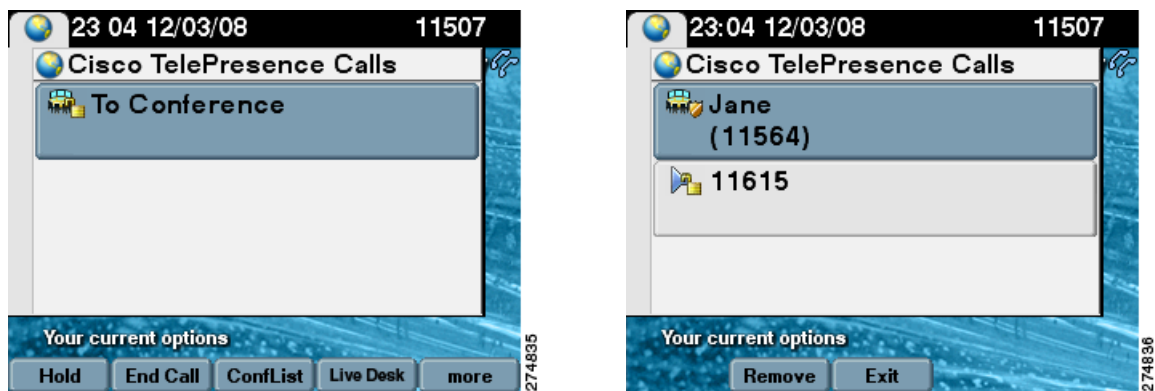 23 04 12/03/08 11507
Cisco TelePresence Calls
To Conference
Your current options
Hold End Call ConfList Live Desk more
274835
23:04 12/03/08 11507
Cisco TelePresence Calls
Jane
(11564)
11615
Your current options
Remove Exit
274836